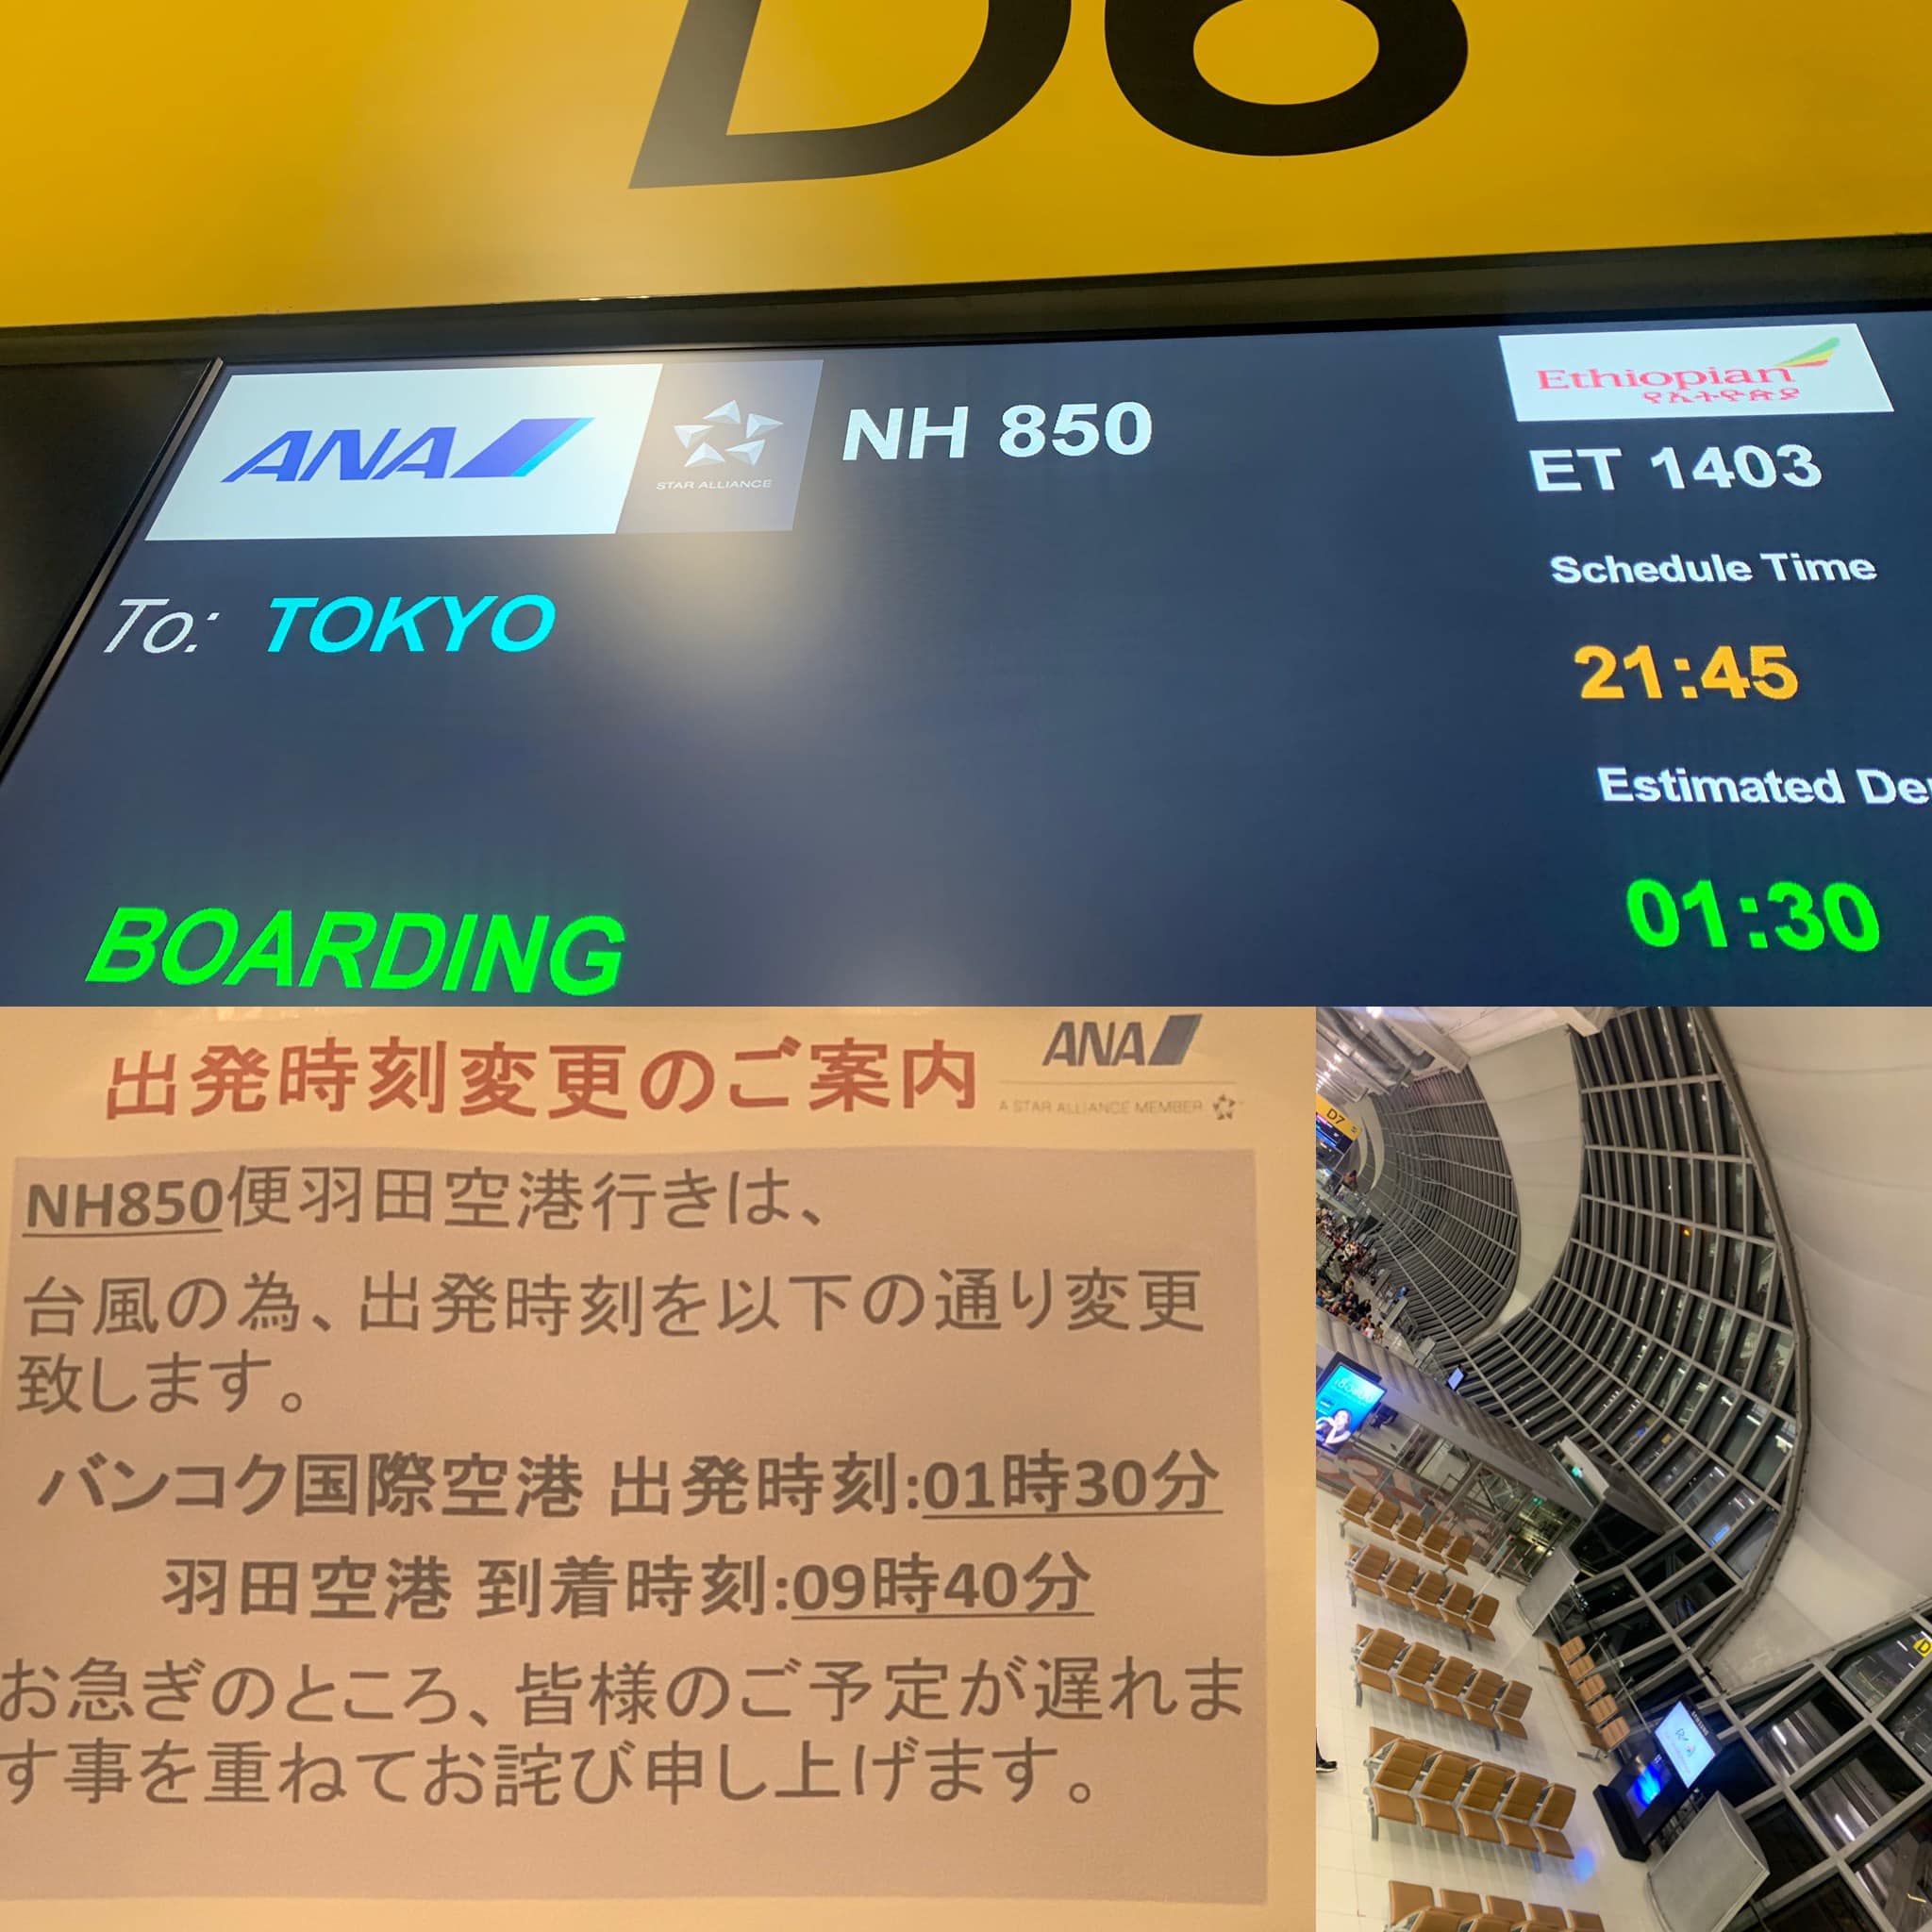 D6
ANA
STAR ALLIANCE
NH 850
Ethiopian
የኢትዮጵያ
ET 1403
To: TOKYO
Schedule Time
21:45
Estimated De
BOARDING
01:30
出発時刻変更のご案内
ANA
A STAR ALLIANCE MEMBER
NH850便羽田空港行きは、
台風の為、出発時刻を以下の通り変更
致します。
バンコク国際空港 出発時刻:01時30分
羽田空港 到着時刻:09時40分
お急ぎのところ、皆様のご予定が遅れま
す事を重ねてお詫び申し上げます。
D7
SAMSUNG
D